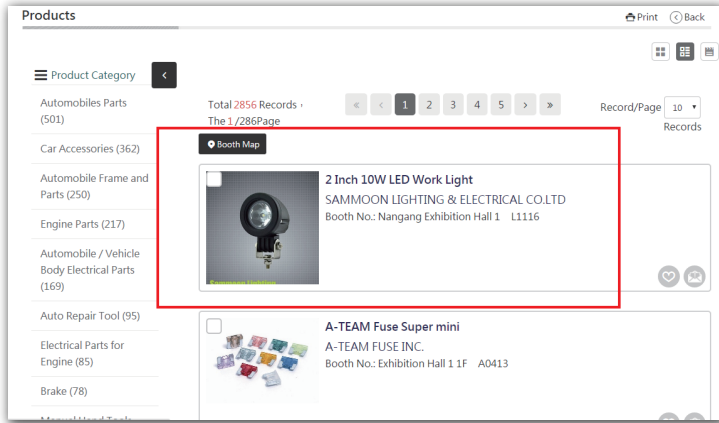 Products
Print
Back
Product Category
Automobiles Parts
(501)
Car Accessories (362)
Automobile Frame and
Parts (250)
Engine Parts (217)
Automobile / Vehicle
Body Electrical Parts
(169)
Auto Repair Tool (95)
Electrical Parts for
Engine (85)
Brake (78)
Manual Hand Tools
Total 2856 Records ,
The 1 /286Page
« < 1 2 3 4 5 > »
Record/Page 10
Records
Booth Map
2 Inch 10W LED Work Light
SAMMOON LIGHTING & ELECTRICAL CO.LTD
Booth No.: Nangang Exhibition Hall 1 L1116
A-TEAM Fuse Super mini
A-TEAM FUSE INC.
Booth No.: Exhibition Hall 1 1F A0413